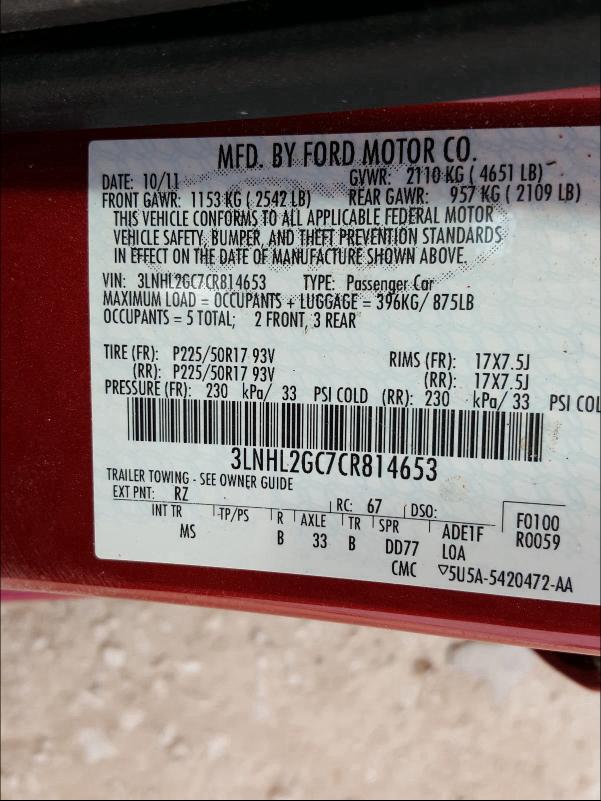 MFD. BY FORD MOTOR CO.
DATE: 10/11 GVWR: 2110 KG ( 4651 LB)
FRONT GAWR: 1153 KG ( 2542 LB) REAR GAWR: 957 KG ( 2109 LB)
THIS VEHICLE CONFORMS TO ALL APPLICABLE FEDERAL MOTOR
VEHICLE SAFETY, BUMPER, AND THEFT PREVENTION STANDARDS
IN EFFECT ON THE DATE OF MANUFACTURE SHOWN ABOVE.
VIN: 3LNHL2GC7CR814653 TYPE: Passenger Car
MAXIMUM LOAD = OCCUPANTS + LUGGAGE = 396KG/ 875LB
OCCUPANTS = 5 TOTAL; 2 FRONT, 3 REAR
TIRE (FR): P225/50R17 93V RIMS (FR): 17X7.5J
(RR): P225/50R17 93V (RR): 17X7.5J
PRESSURE (FR): 230 kPa/ 33 PSI COLD (RR): 230 kPa/ 33 PSI COL
3LNHL2GC7CR814653
TRAILER TOWING - SEE OWNER GUIDE
EXT PNT: RZ RC: 67 DSO:
INT TR TP/PS R AXLE TR SPR ADE1F F0100
MS B 33 B DD77 LOA R0059
CMC ▽5U5A-5420472-AA